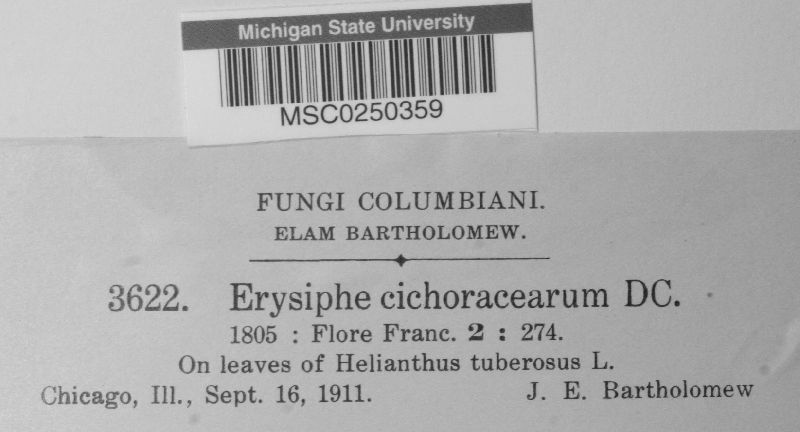 Michigan State University
MSC0250359
FUNGI COLUMBIANI.
ELAM BARTHOLOMEW.
3622. Erysiphe cichoracearum DC.
1805 : Flore Franc. 2 : 274.
On leaves of Helianthus tuberosus L.
Chicago, Ill., Sept. 16, 1911. J. E. Bartholomew